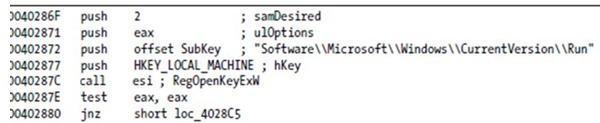 0040286F push 2 ; samDesired
00402871 push eax ; ulOptions
00402872 push offset SubKey ; "Software\\Microsoft\\Windows\\CurrentVersion\\Run"
00402877 push HKEY_LOCAL_MACHINE ; hKey
0040287C call esi ; RegOpenKeyExW
0040287E test eax, eax
00402880 jnz short loc_4028C5